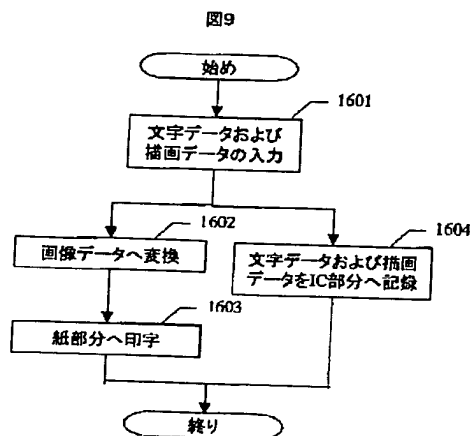 図9
始め
1601
文字データおよび
描画データの入力
1602
画像データへ変換
1604
文字データおよび描画
データをIC部分へ記録
1603
紙部分へ印字
終り